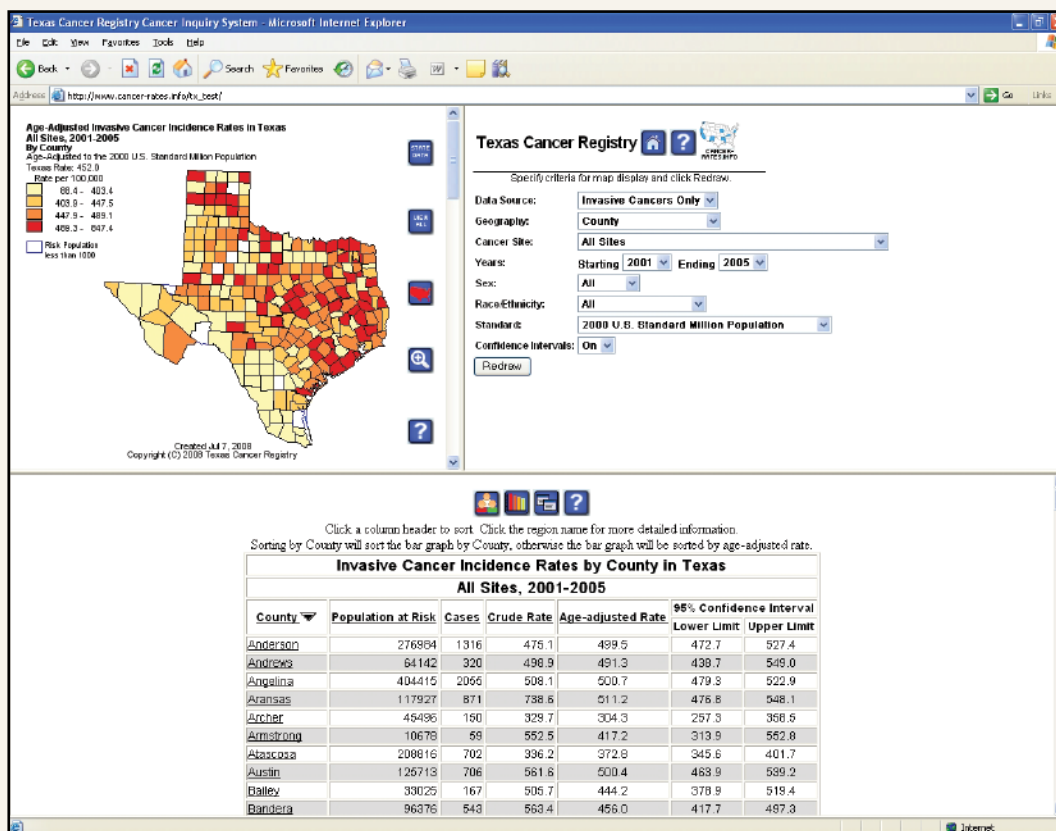 Texas Cancer Registry Cancer Inquiry System - Microsoft Internet Explorer
File Edit View Favorites Tools Help
Back Search Favorites
Address http://www.cancer-rates.info/tx_test/ Go Links
Age-Adjusted Invasive Cancer Incidence Rates in Texas
All Sites, 2001-2005
By County
Age-Adjusted to the 2000 U.S. Standard Million Population
Texas Rate: 452.0
Rate per 100,000
403.9 - 447.5
447.9 - 489.1
Risk Population
less than 1000
STATE DATA
VIEW ALL
Created Jul 7, 2008
Copyright (C) 2008 Texas Cancer Registry
Texas Cancer Registry ?
CANCER-RATES.INFO
Specify criteria for map display and click Redraw.
Data Source: Invasive Cancers Only
Geography: County
Cancer Site: All Sites
Years: Starting 2001 Ending 2005
Sex: All
Race/Ethnicity: All
Standard: 2000 U.S. Standard Million Population
Confidence Intervals: On
Redraw
?
?
Click a column header to sort. Click the region name for more detailed information.
Sorting by County will sort the bar graph by County, otherwise the bar graph will be sorted by age-adjusted rate.
Invasive Cancer Incidence Rates by County in Texas
All Sites, 2001-2005
County Population at Risk Cases Crude Rate Age-adjusted Rate 95% Confidence Interval
Lower Limit Upper Limit
Anderson 276984 1316 475.1 499.5 472.7 527.4
Andrews 64142 320 498.9 491.3 438.7 549.0
Angelina 404415 2055 508.1 500.7 479.3 522.9
Aransas 117927 871 738.6 511.2 476.8 548.1
Archer 45496 150 329.7 304.3 257.3 358.5
Armstrong 10678 59 552.5 417.2 313.9 552.8
Atascosa 208816 702 336.2 372.8 345.6 401.7
Austin 125713 706 561.6 500.4 463.9 539.2
Bailey 33025 167 505.7 444.2 378.9 519.4
Bandera 96376 543 563.4 456.0 417.7 497.3
Internet